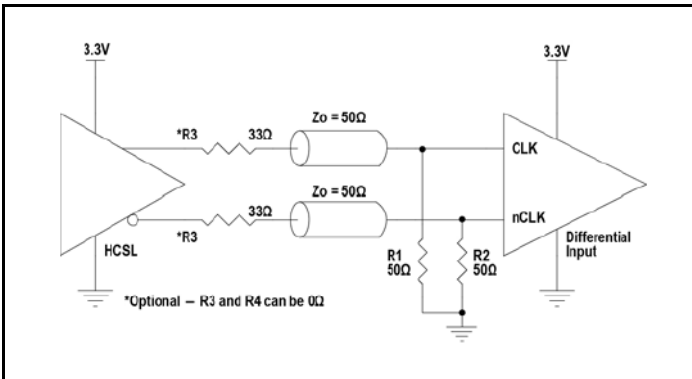 3.3V
3.3V
Zo = 50Ω
*R3
33Ω
CLK
Zo = 50Ω
33Ω
*R3
nCLK
HCSL
R1
50Ω
R2
50Ω
Differential
Input
*Optional – R3 and R4 can be 0Ω